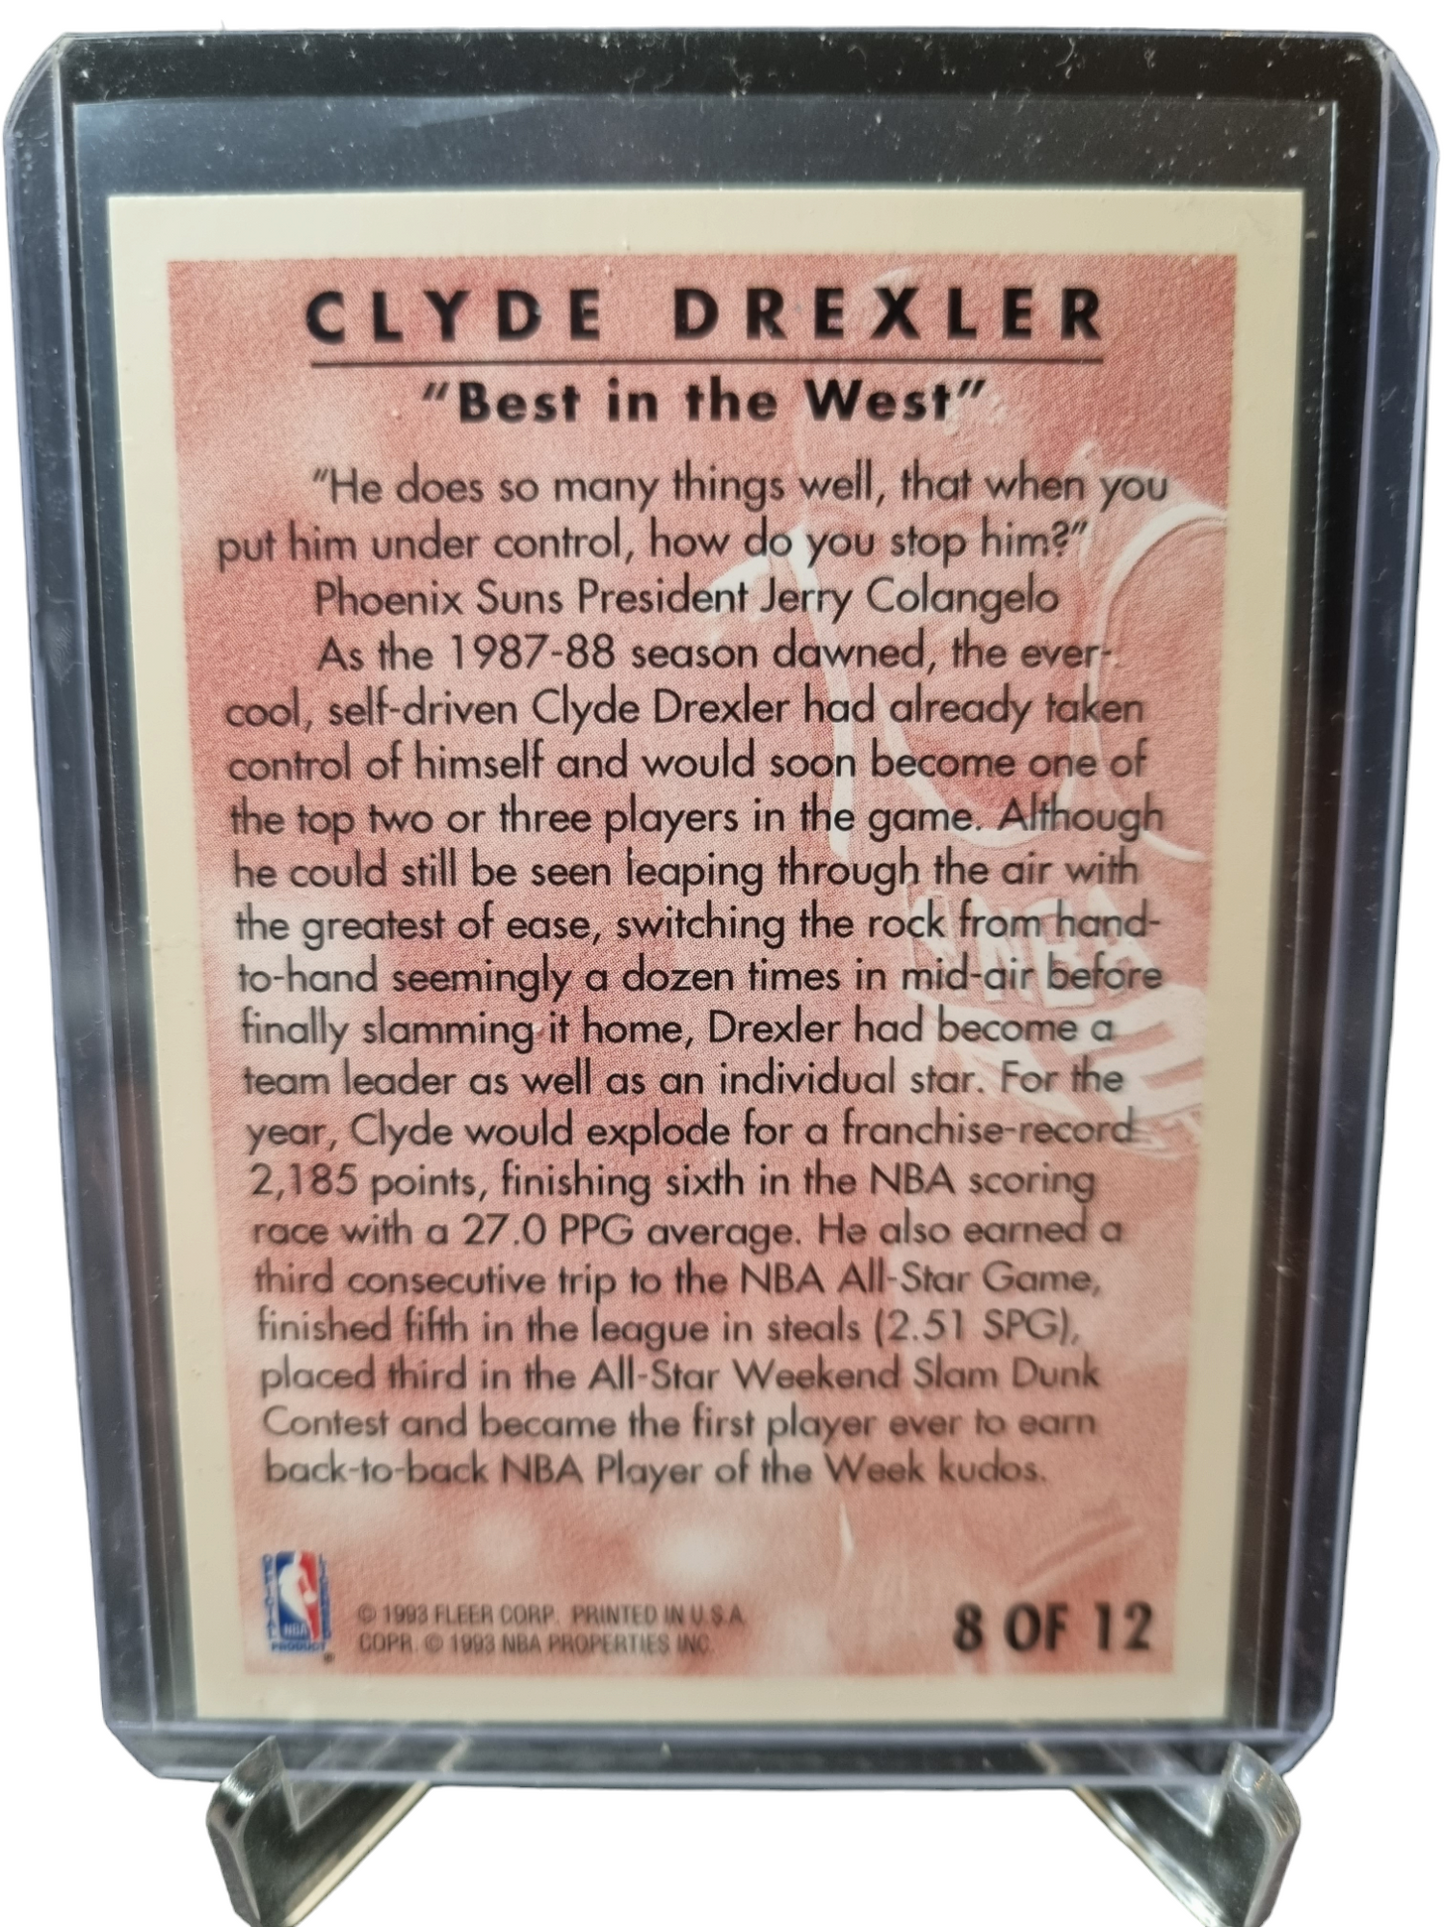 CLYDE DREXLER
"Best in the West"
"He does so many things well, that when you
put him under control, how do you stop him?"
Phoenix Suns President Jerry Colangelo
As the 1987-88 season dawned, the ever-
cool, self-driven Clyde Drexler had already taken
control of himself and would soon become one of
the top two or three players in the game. Although
he could still be seen leaping through the air with
the greatest of ease, switching the rock from hand-
to-hand seemingly a dozen times in mid-air before
finally slamming it home, Drexler had become a
team leader as well as an individual star. For the
year, Clyde would explode for a franchise-record
2,185 points, finishing sixth in the NBA scoring
race with a 27.0 PPG average. He also earned a
third consecutive trip to the NBA All-Star Game,
finished fifth in the league in steals (2.51 SPG),
placed third in the All-Star Weekend Slam Dunk
Contest and became the first player ever to earn
back-to-back NBA Player of the Week kudos.
OFFICIAL
NBA
LICENSED
PRODUCT
®
© 1993 FLEER CORP. PRINTED IN U.S.A.
COPR. © 1993 NBA PROPERTIES INC.
8 OF 12
NBA